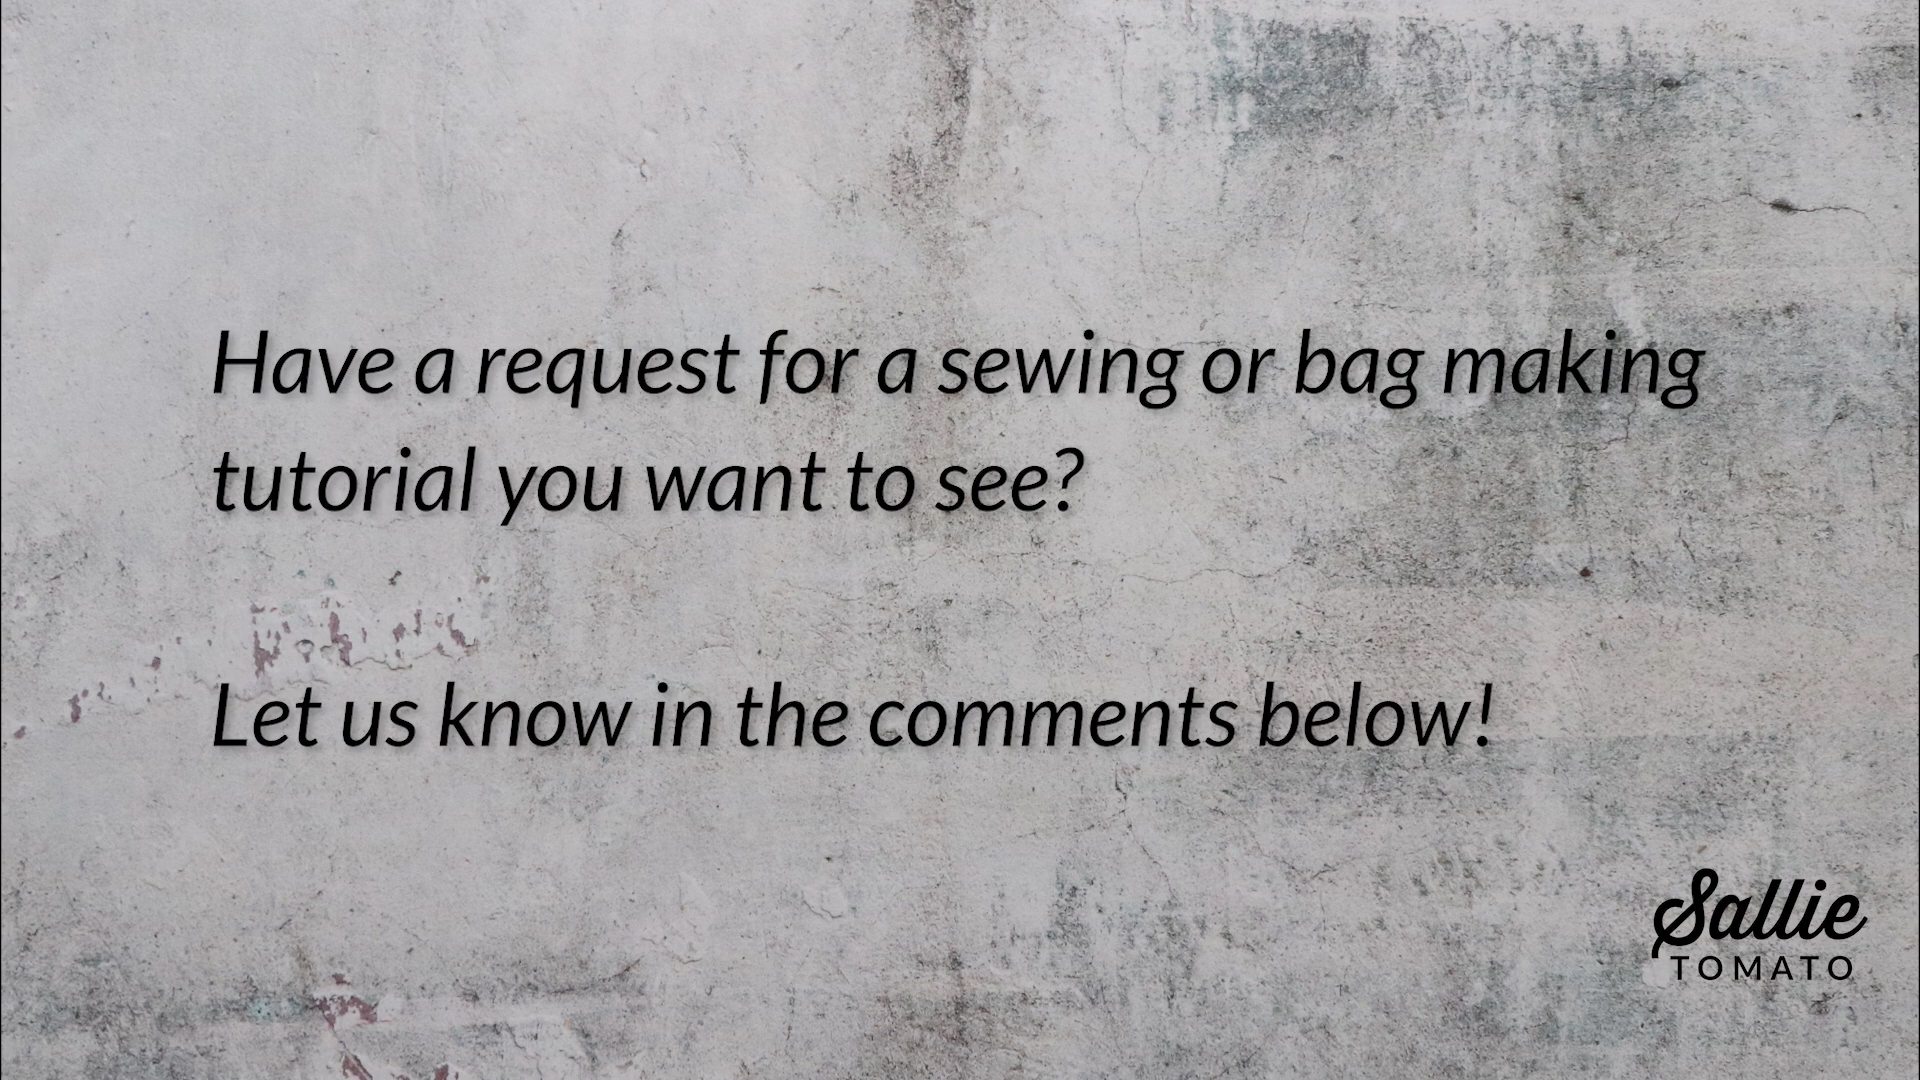 Have a request for a sewing or bag making
tutorial you want to see?
Let us know in the comments below!
Sallie
TOMATO